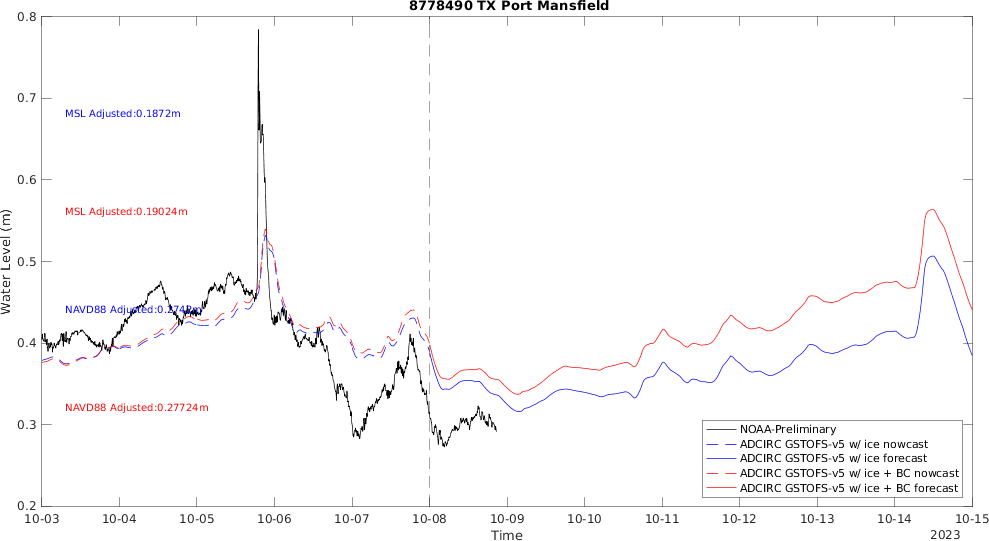 8778490 TX Port Mansfield
Water Level (m)
0.8
0.7
0.6
0.5
0.4
0.3
0.2
MSL Adjusted:0.1872m
MSL Adjusted:0.19024m
NAVD88
NAVD88 Adjusted:0.27724m
NOAA-Preliminary
ADCIRC GSTOFS-v5 w/ ice nowcast
ADCIRC GSTOFS-v5 w/ ice forecast
ADCIRC GSTOFS-v5 w/ ice + BC nowcast
ADCIRC GSTOFS-v5 w/ ice + BC forecast
10-03 10-04 10-05 10-06 10-07 10-08 10-09 10-10 10-11 10-12 10-13 10-14 10-15
Time
2023